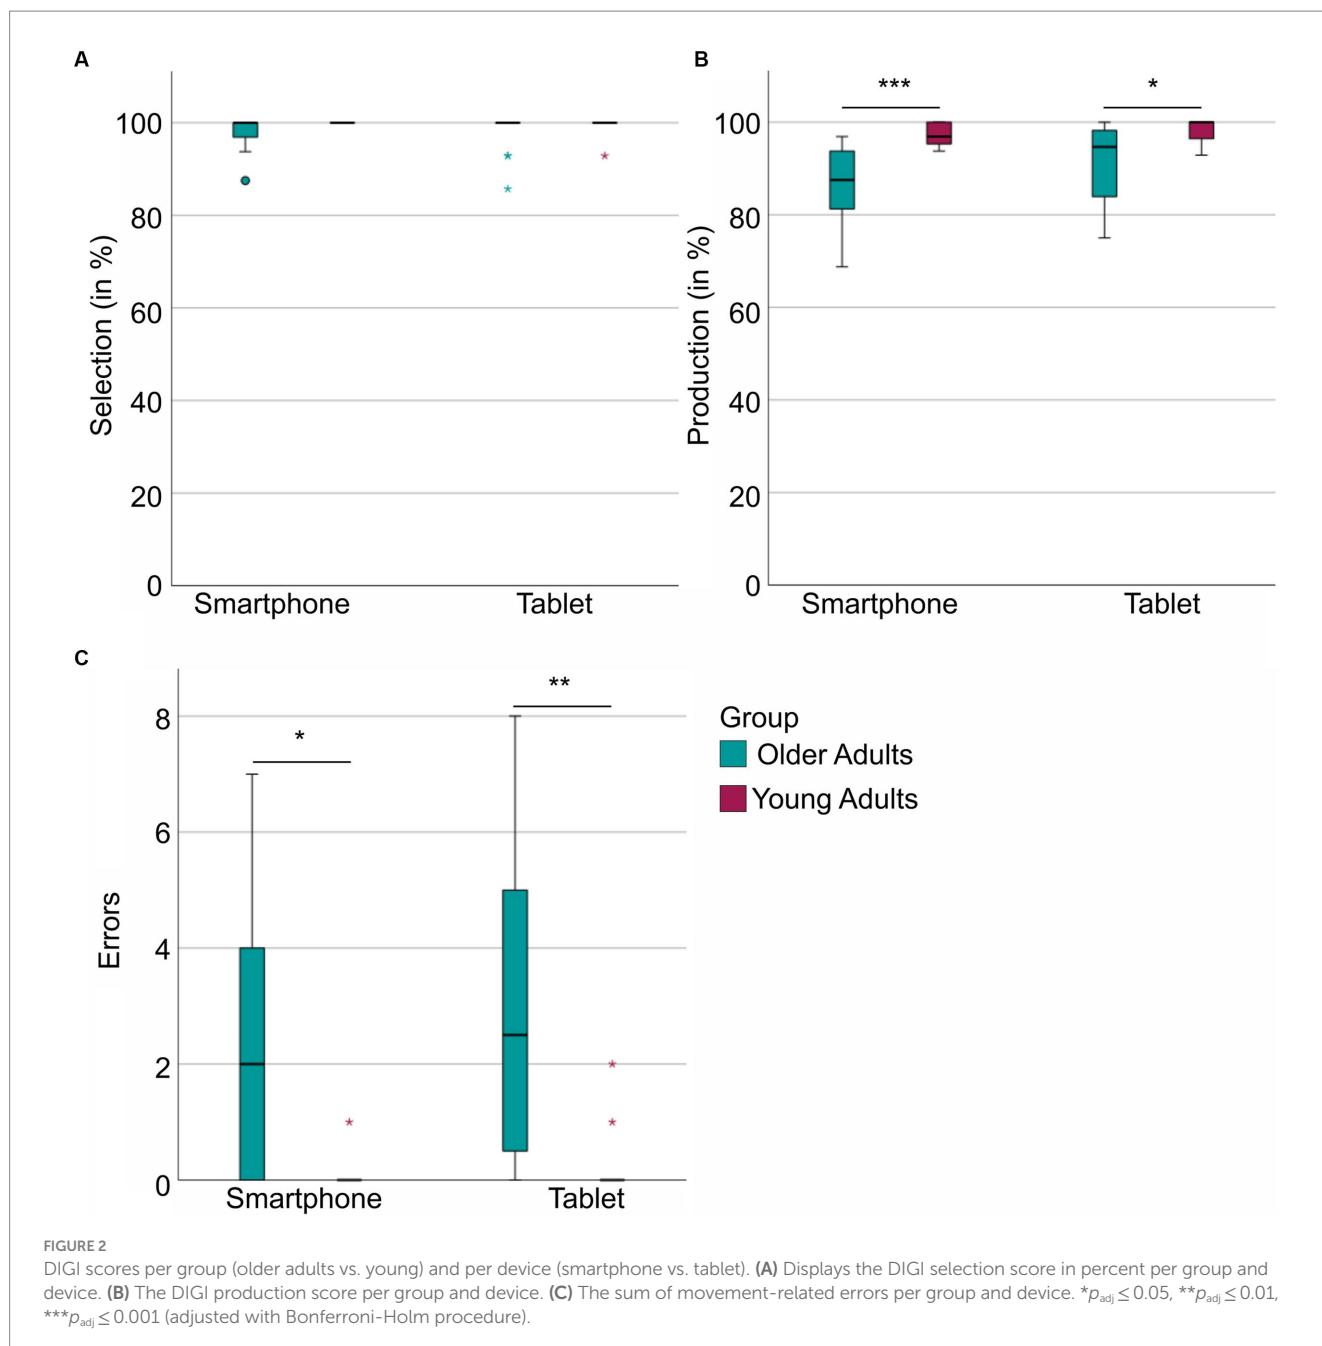 A
100
80
60
40
20
0
Selection (in %)
Smartphone
Tablet
B
***
*
100
80
60
40
20
0
Production (in %)
Smartphone
Tablet
C
*
**
8
6
4
2
0
Errors
Smartphone
Tablet
Group
Older Adults
Young Adults
FIGURE 2
DIGI scores per group (older adults vs. young) and per device (smartphone vs. tablet). (A) Displays the DIGI selection score in percent per group and
device. (B) The DIGI production score per group and device. (C) The sum of movement-related errors per group and device. *padj ≤ 0.05, **padj ≤ 0.01,
***padj ≤ 0.001 (adjusted with Bonferroni-Holm procedure).